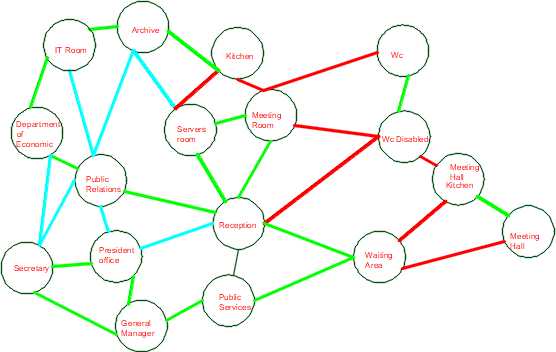 Archive
IT Room
Kitchen
Wc
Department
of
Economic
Servers
room
Meeting
Room
Wc Disabled
Public
Relations
Meeting
Hall
Kitchen
Reception
Meeting
Hall
Secretary
President
office
Waiting
Area
Public
Services
General
Manager